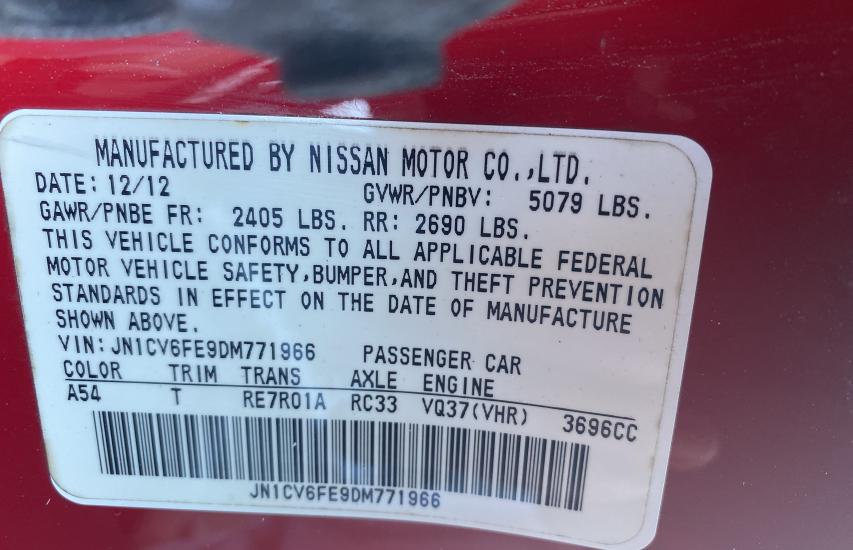 MANUFACTURED BY NISSAN MOTOR CO.,LTD.
DATE: 12/12 GVWR/PNBV: 5079 LBS.
GAWR/PNBE FR: 2405 LBS. RR: 2690 LBS.
THIS VEHICLE CONFORMS TO ALL APPLICABLE FEDERAL
MOTOR VEHICLE SAFETY,BUMPER,AND THEFT PREVENTION
STANDARDS IN EFFECT ON THE DATE OF MANUFACTURE
SHOWN ABOVE.
VIN: JN1CV6FE9DM771966 PASSENGER CAR
COLOR TRIM TRANS AXLE ENGINE
A54 T RE7R01A RC33 VQ37(VHR) 3696CC
JN1CV6FE9DM771966